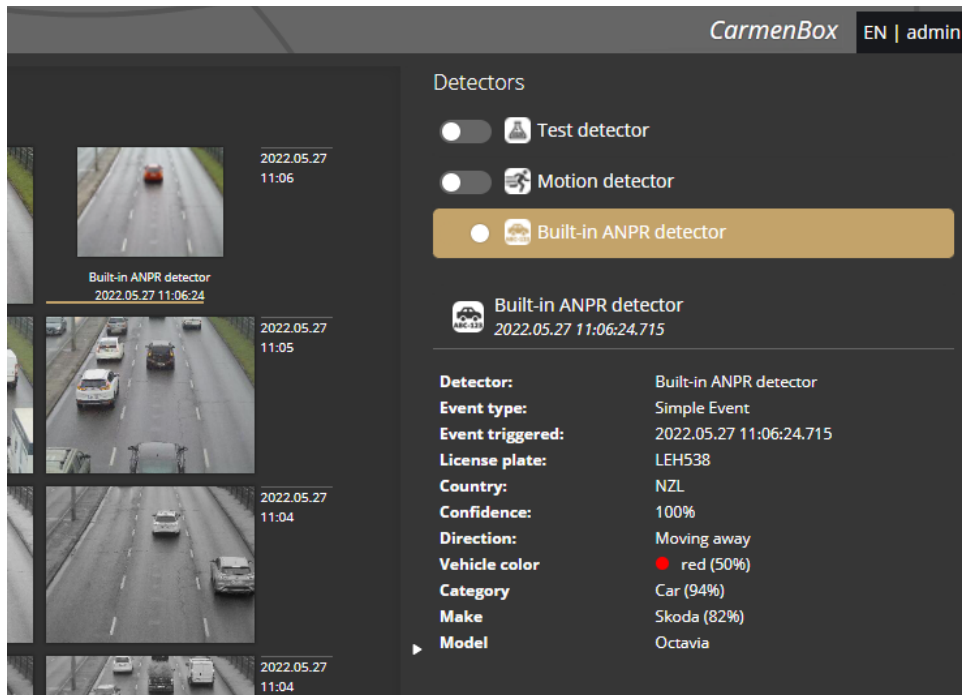 CarmenBox
EN | admin
2022.05.27
11:06
Built-in ANPR detector
2022.05.27 11:06:24
2022.05.27
11:05
2022.05.27
11:04
2022.05.27
11:04
Detectors
Test detector
Motion detector
Built-in ANPR detector
ABC-123
Built-in ANPR detector
2022.05.27 11:06:24.715
Detector: Built-in ANPR detector
Event type: Simple Event
Event triggered: 2022.05.27 11:06:24.715
License plate: LEH538
Country: NZL
Confidence: 100%
Direction: Moving away
Vehicle color red (50%)
Category Car (94%)
Make Skoda (82%)
Model Octavia